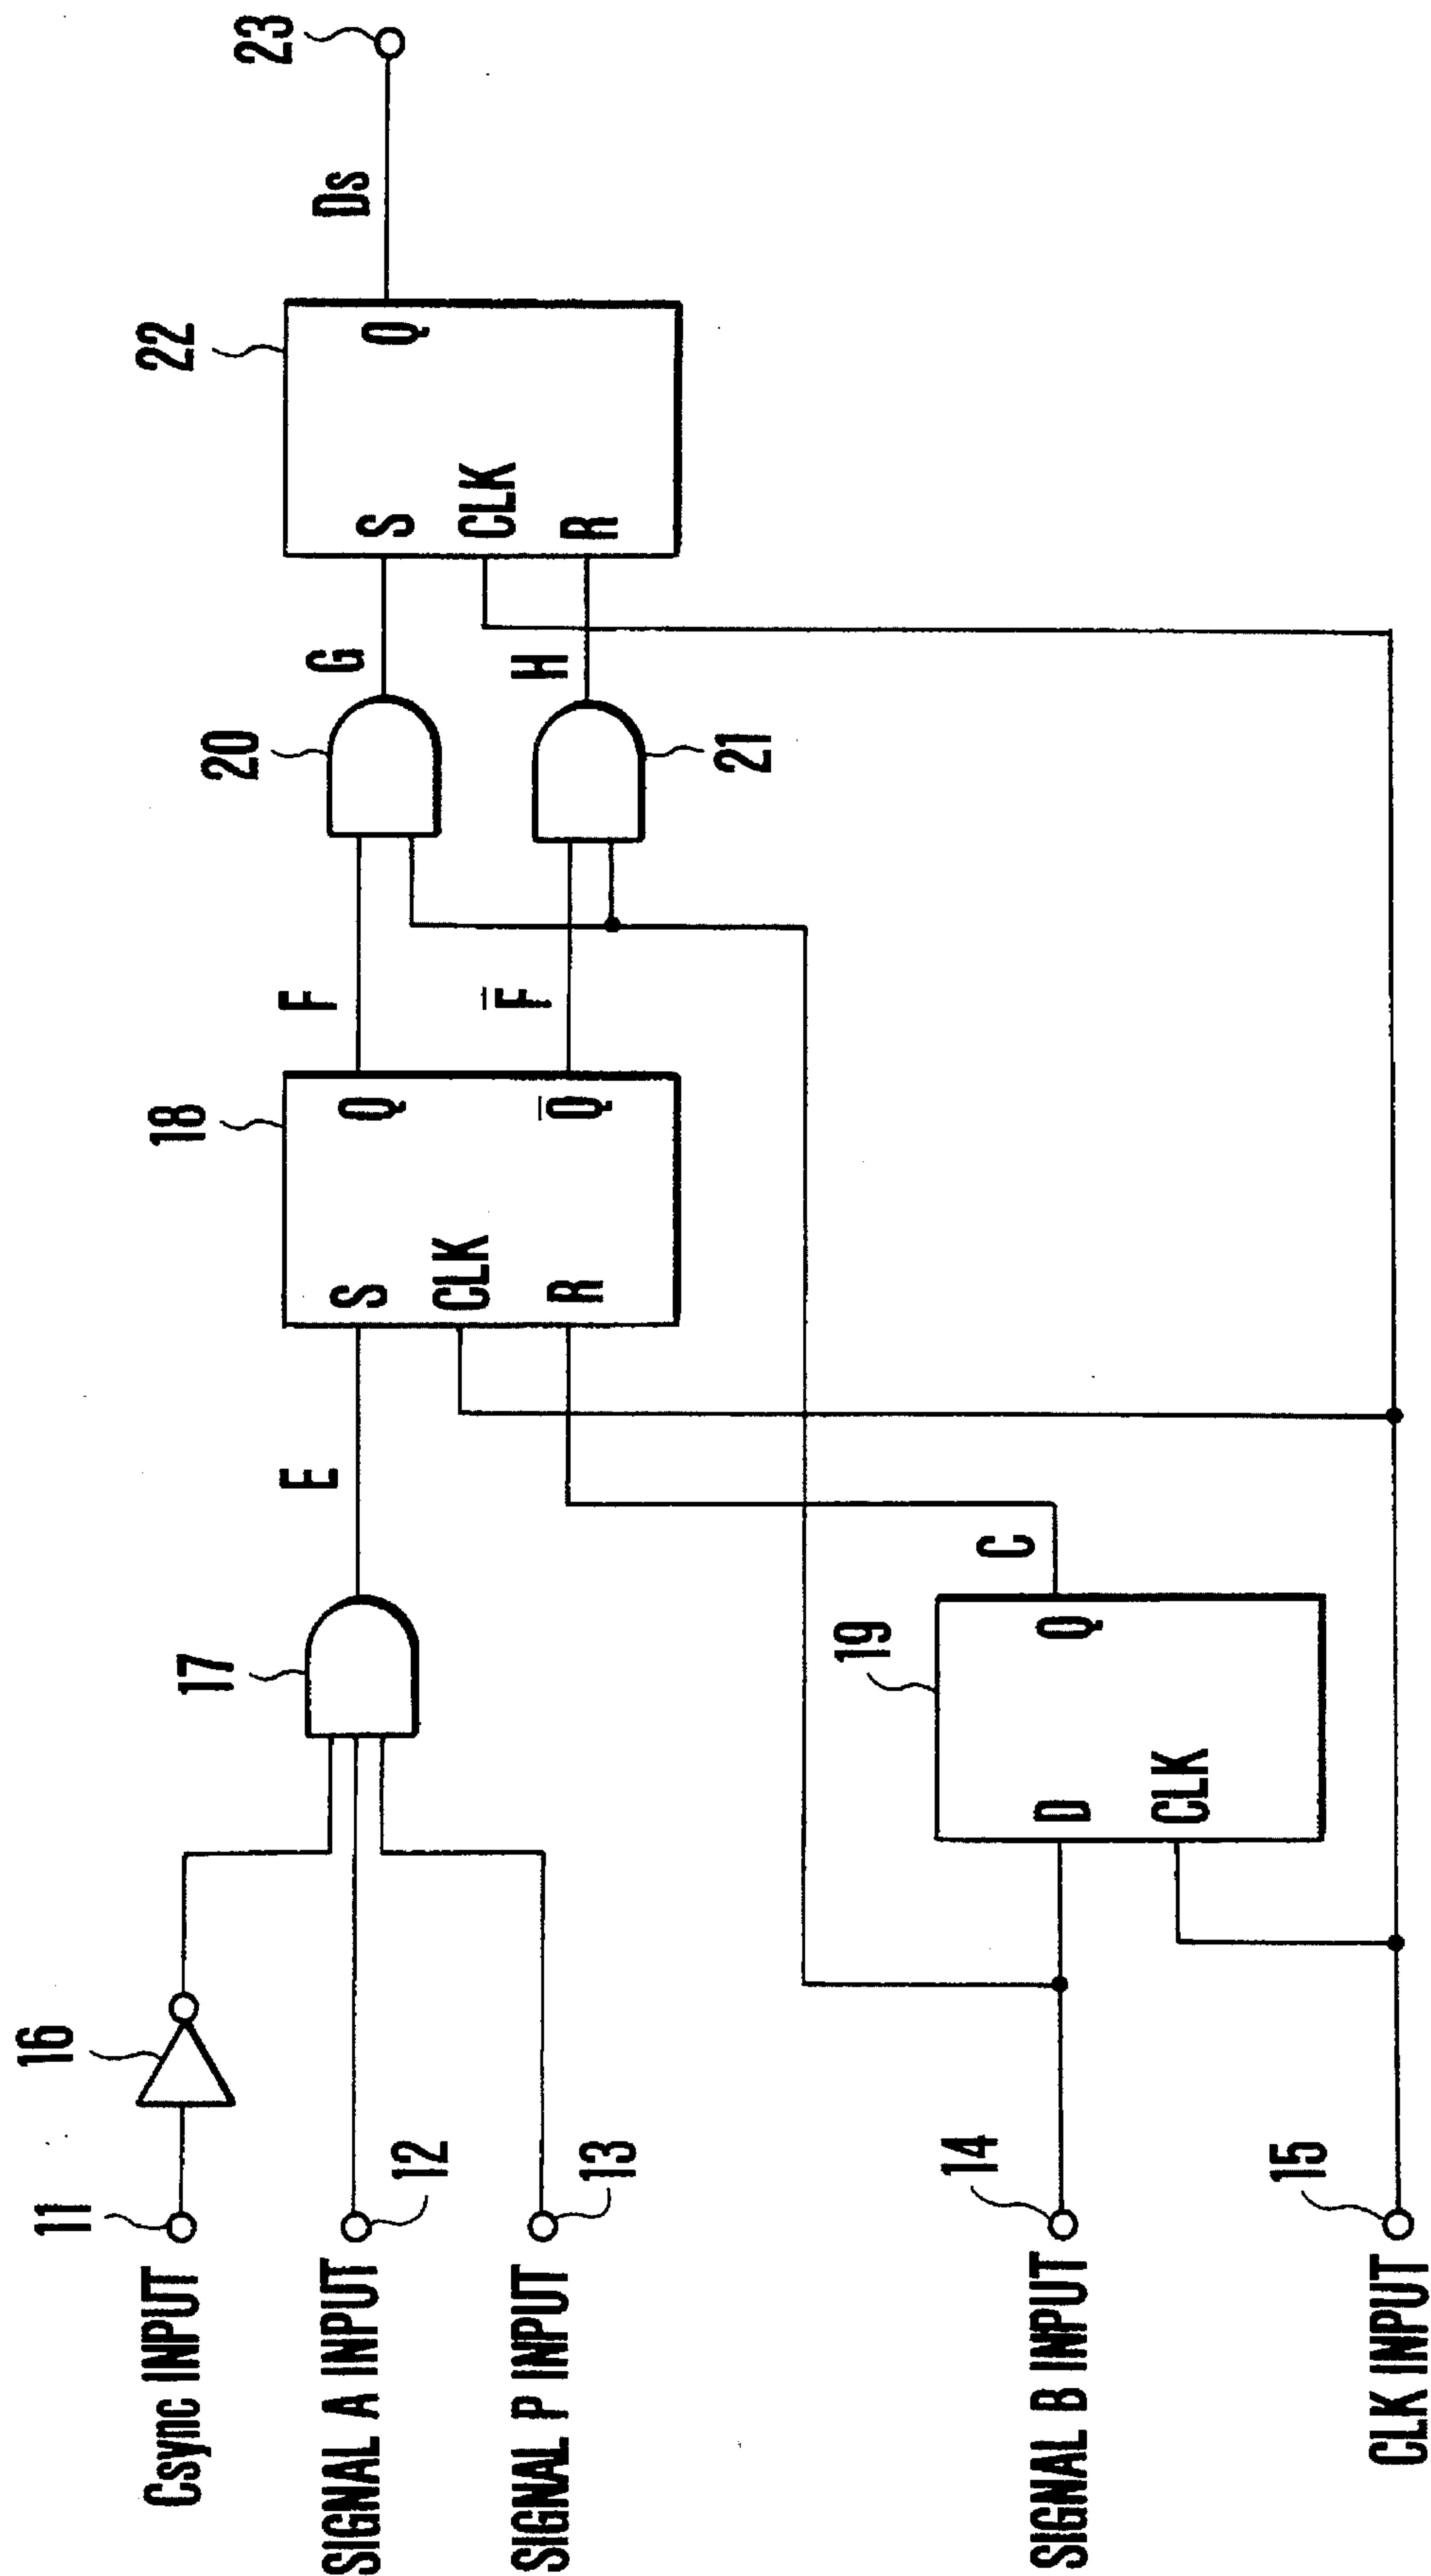 Csync INPUT
11
16
SIGNAL A INPUT
12
SIGNAL P INPUT
13
17
E
18
S
CLK
R
Q
Q̅
F
F̅
20
21
G
H
22
S
CLK
R
Q
Ds
23
SIGNAL B INPUT
14
19
D
CLK
Q
C
CLK INPUT
15